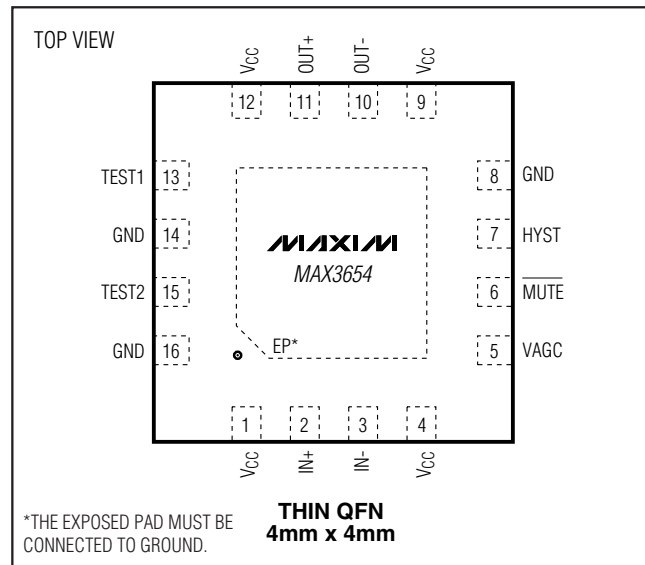 TOP VIEW
VCC
OUT+
OUT-
VCC
12
11
10
9
TEST1 13
8 GND
GND 14
7 HYST
TEST2 15
6 MUTE
GND 16
5 VAGC
MAXIM
MAX3654
EP*
1
2
3
4
VCC
IN+
IN-
VCC
*THE EXPOSED PAD MUST BE
CONNECTED TO GROUND.
THIN QFN
4mm x 4mm